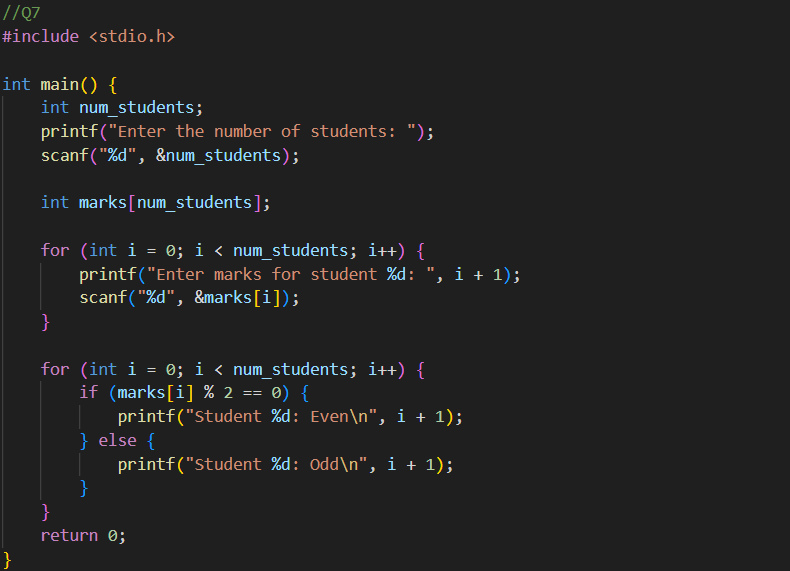 //Q7
#include <stdio.h>

int main() {
    int num_students;
    printf("Enter the number of students: ");
    scanf("%d", &num_students);

    int marks[num_students];

    for (int i = 0; i < num_students; i++) {
        printf("Enter marks for student %d: ", i + 1);
        scanf("%d", &marks[i]);
    }

    for (int i = 0; i < num_students; i++) {
        if (marks[i] % 2 == 0) {
            printf("Student %d: Even\n", i + 1);
        } else {
            printf("Student %d: Odd\n", i + 1);
        }
    }
    return 0;
}